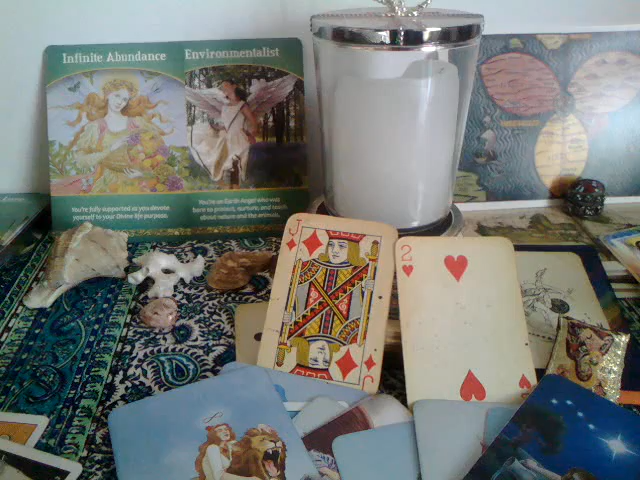 Infinite Abundance
Environmentalist
You're fully supported as you devote
yourself to your Divine life purpose.
You're an Earth Angel who was
born to protect, nurture, and teach
about nature and the animals.
J
2
J